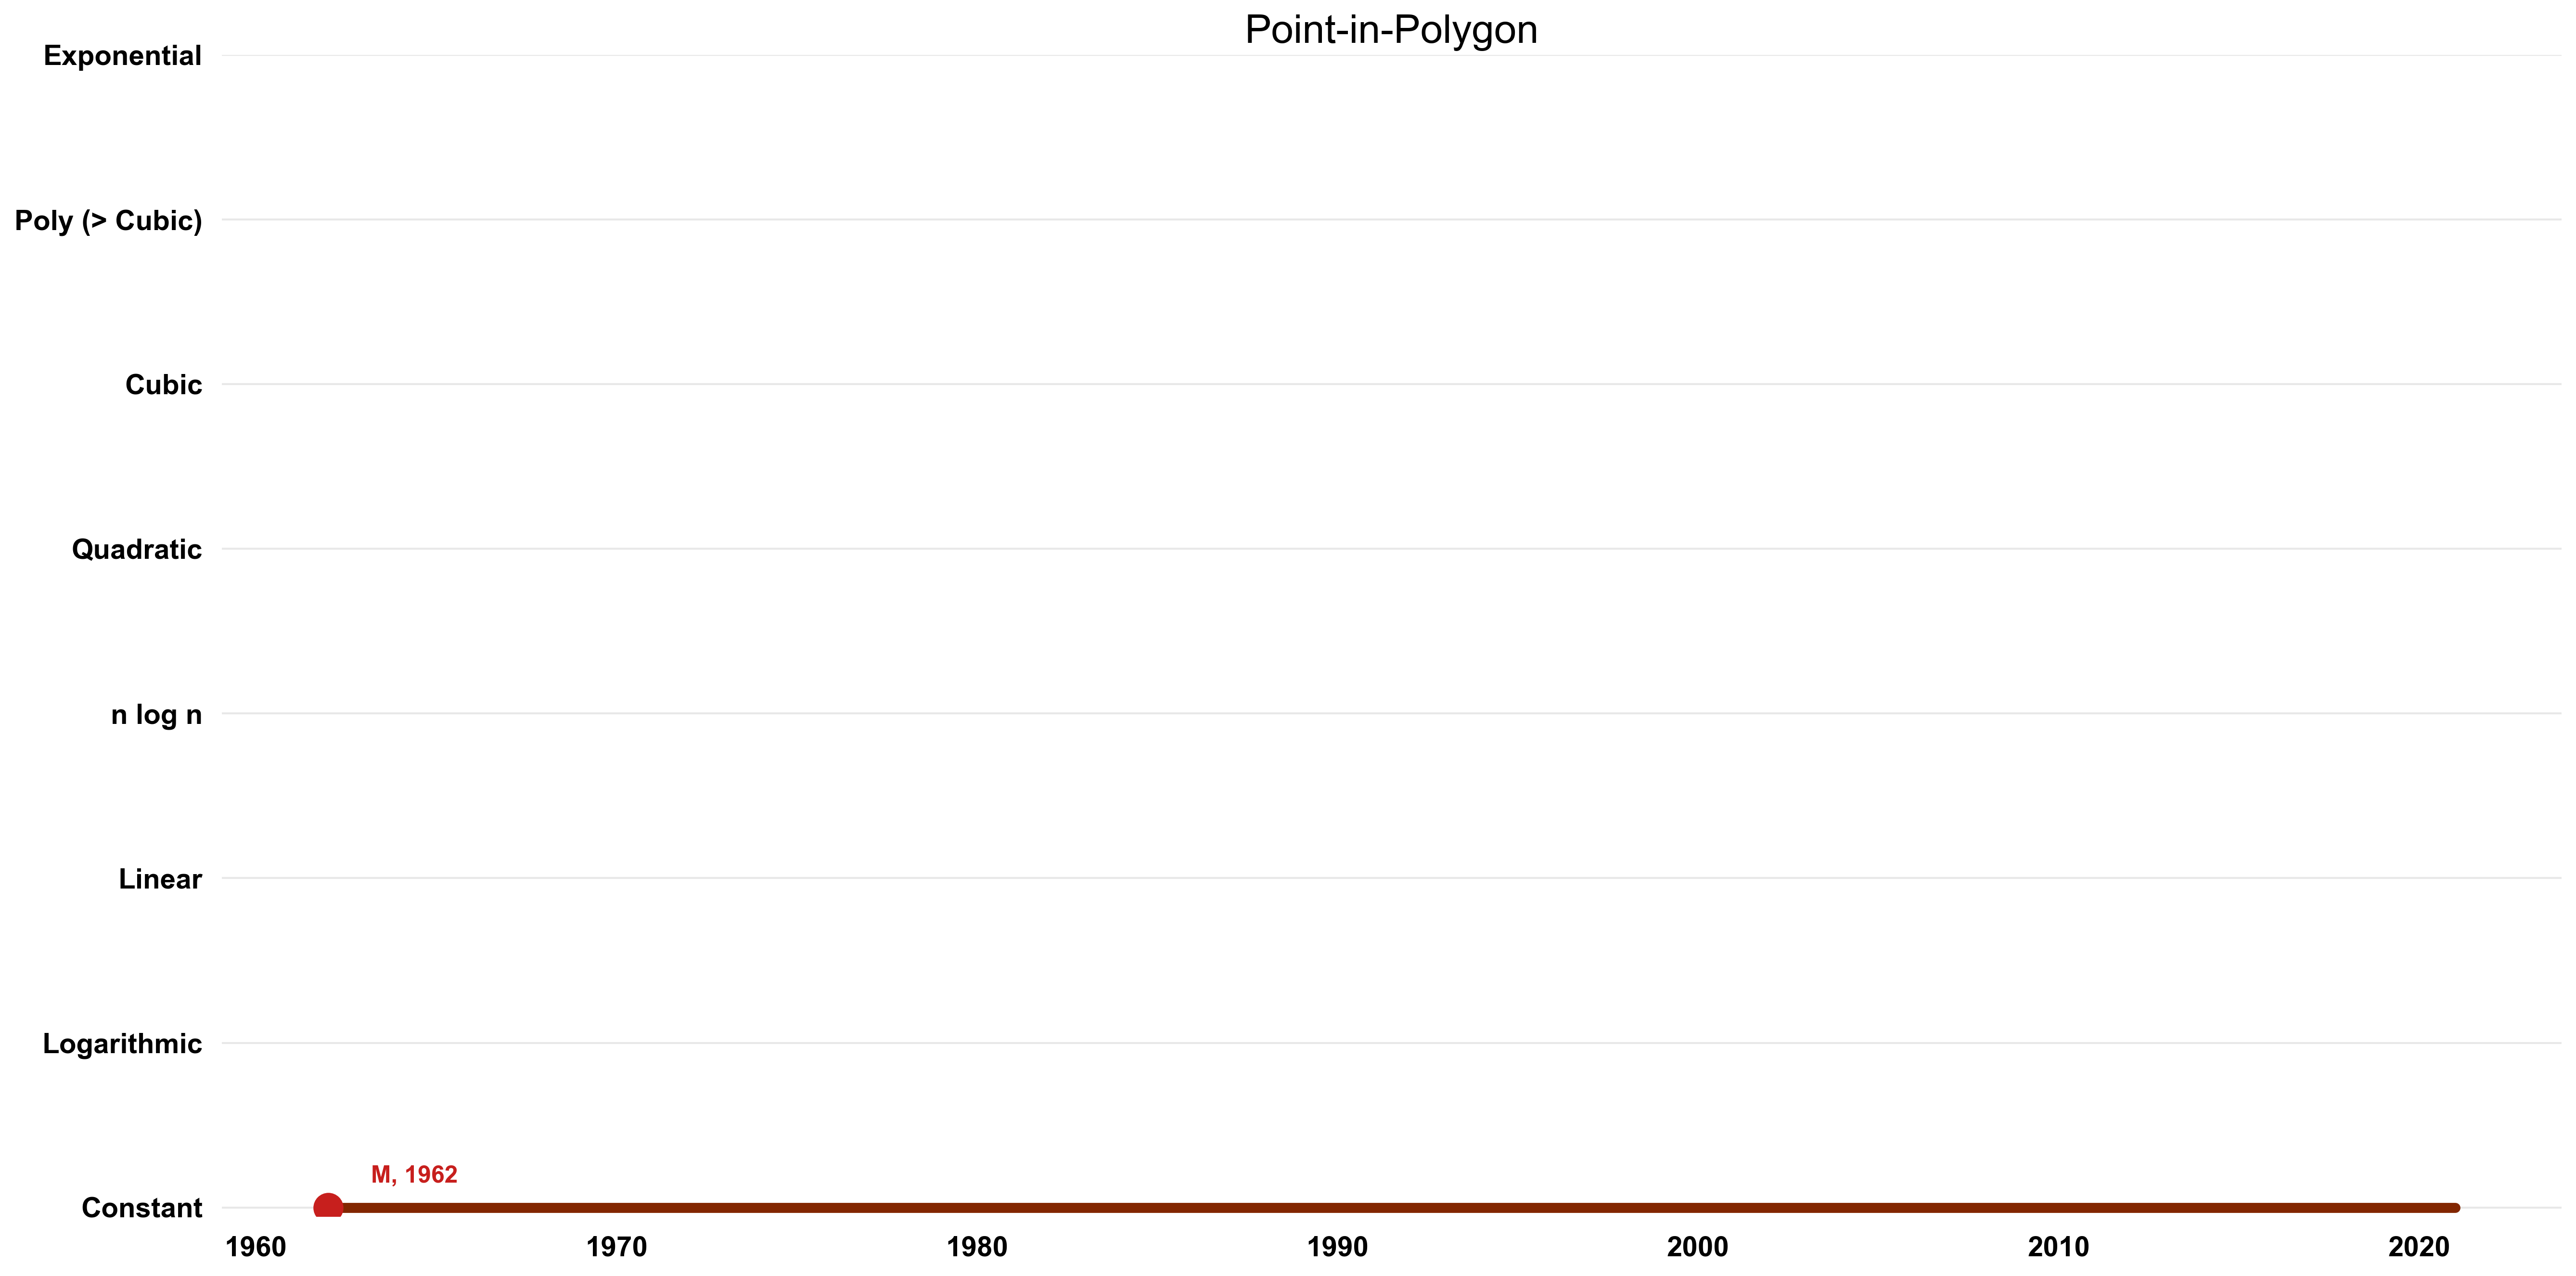 Point-in-Polygon
Exponential
Poly (> Cubic)
Cubic
Quadratic
n log n
Linear
Logarithmic
M, 1962
Constant
1960 1970 1980 1990 2000 2010 2020